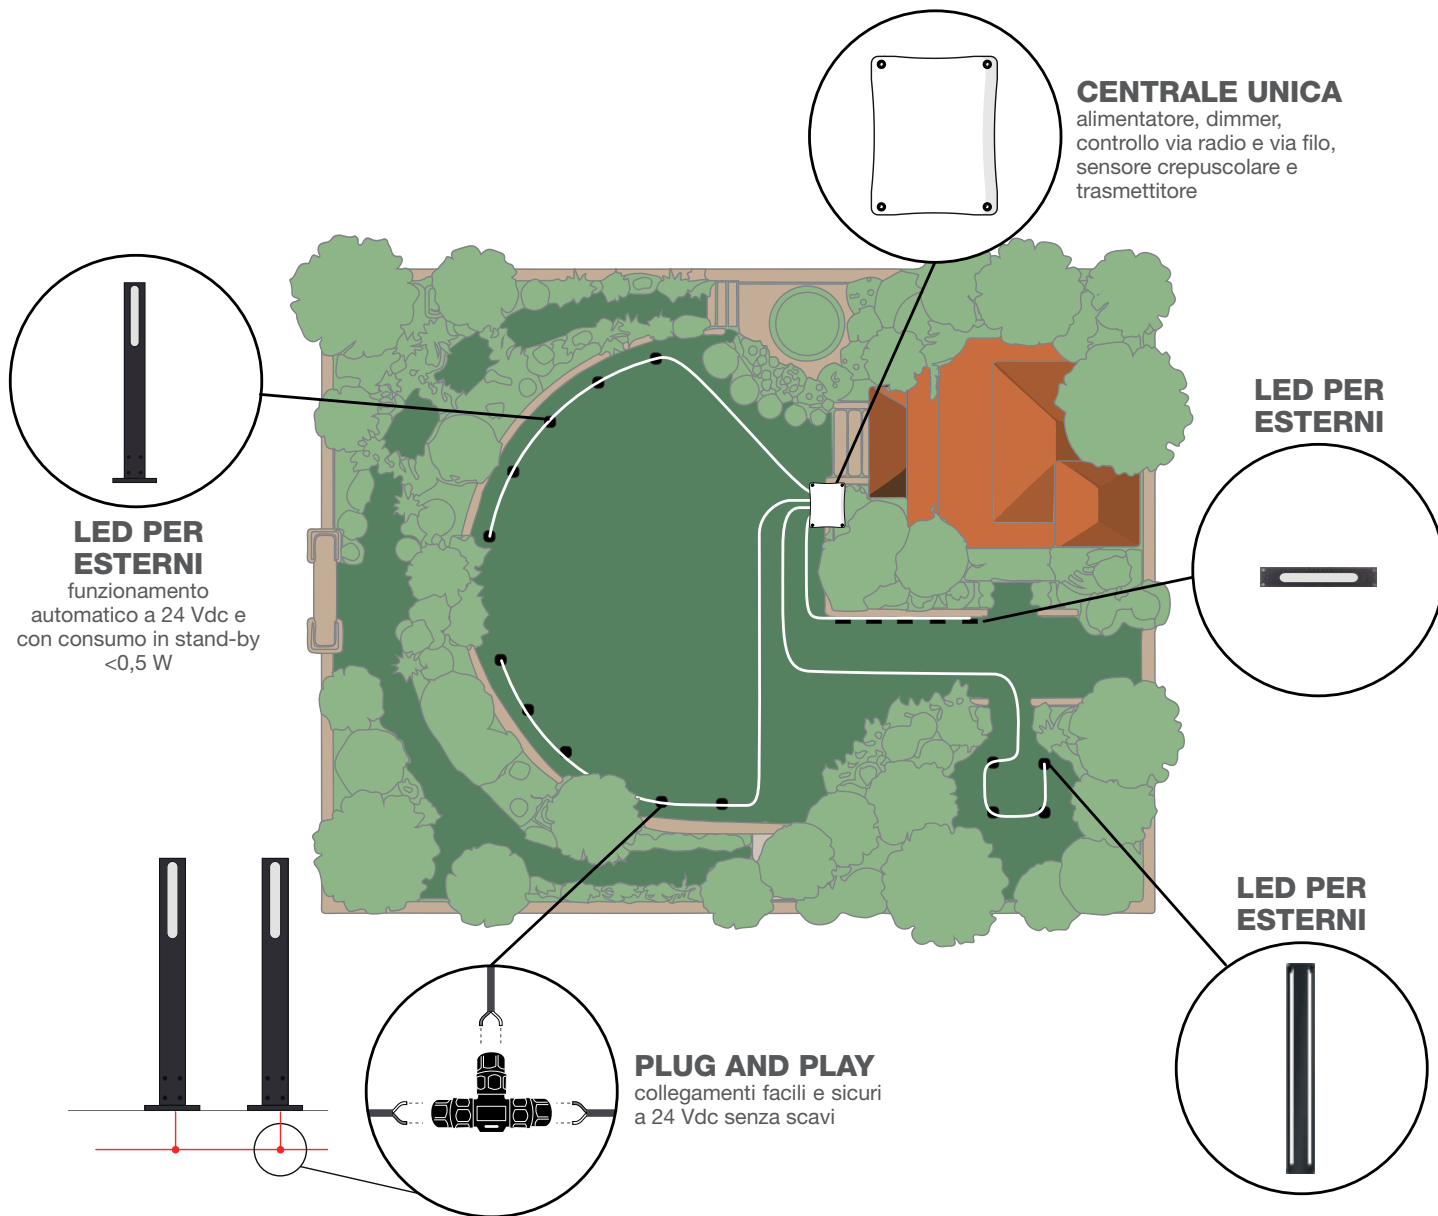 CENTRALE UNICA
alimentatore, dimmer,
controllo via radio e via filo,
sensore crepuscolare e
trasmettitore
LED PER
ESTERNI
funzionamento
automatico a 24 Vdc e
con consumo in stand-by
<0,5 W
LED PER
ESTERNI
LED PER
ESTERNI
PLUG AND PLAY
collegamenti facili e sicuri
a 24 Vdc senza scavi